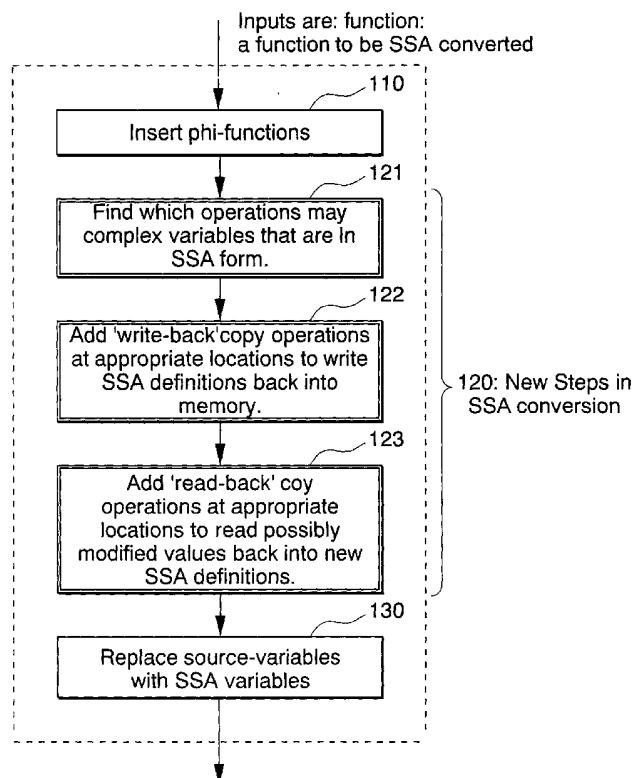 Inputs are: function:
a function to be SSA converted
110
Insert phi-functions
121
Find which operations may
complex variables that are in
SSA form.
122
Add 'write-back'copy operations
at appropriate locations to write
SSA definitions back into
memory.
120: New Steps in
SSA conversion
123
Add 'read-back' coy
operations at appropriate
locations to read possibly
modified values back into new
SSA definitions.
130
Replace source-variables
with SSA variables